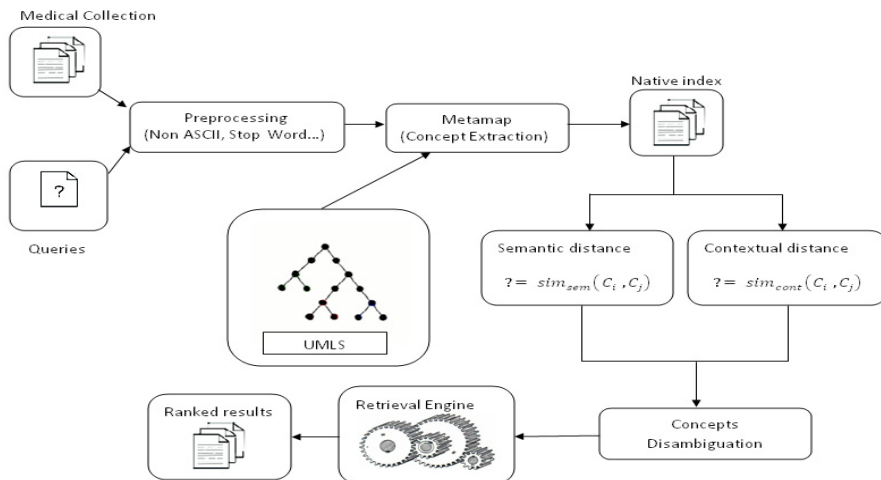 Medical Collection
Native index
Preprocessing
(Non ASCII, Stop Word...)
Metamap
(Concept Extraction)
?
Queries
Semantic distance
?= sim_sem(C_i ,C_j)
Contextual distance
?= sim_cont(C_i ,C_j)
UMLS
Ranked results
Retrieval Engine
Concepts
Disambiguation